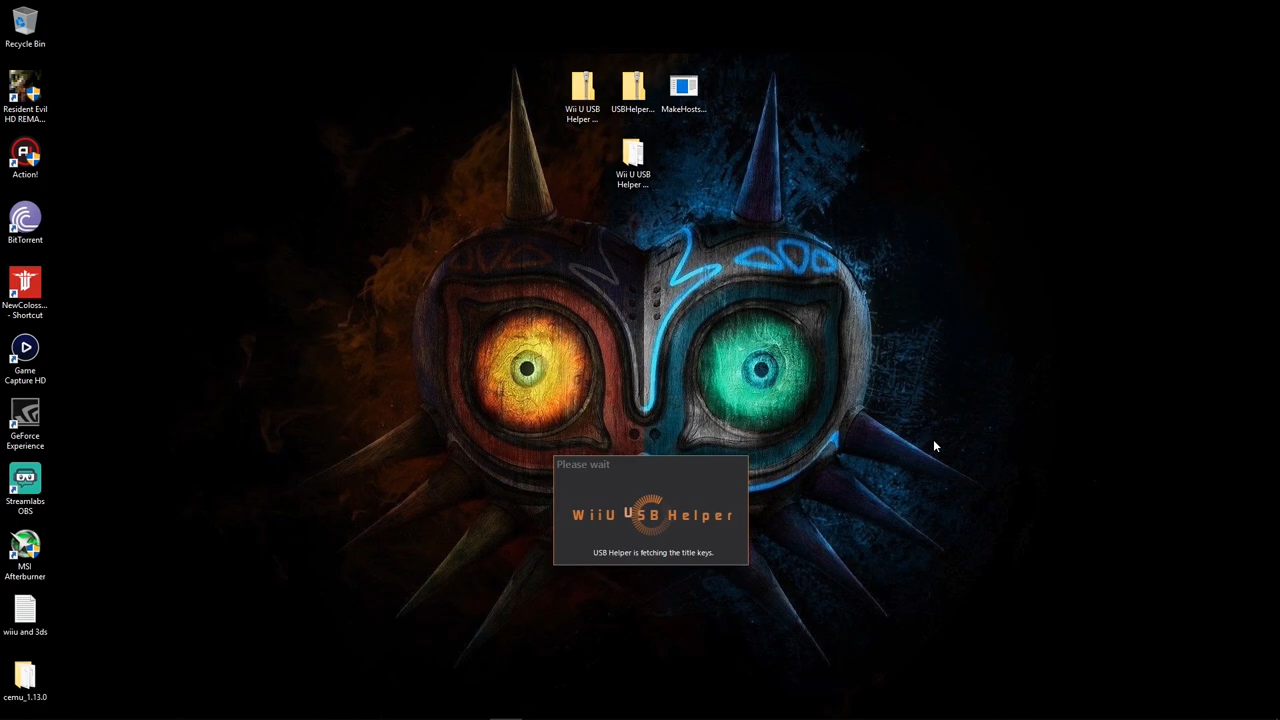 Recycle Bin
Resident Evil
HD REMA...
Action!
BitTorrent
NewColoss...
- Shortcut
Game
Capture HD
GeForce
Experience
Streamlabs
OBS
MSI
Afterburner
wiiu and 3ds
cemu_1.13.0
Wii U USB
Helper ...
USBHelper...
MakeHosts...
Wii U USB
Helper ...
Please wait
WiiU USB Helper
USB Helper is fetching the title keys.